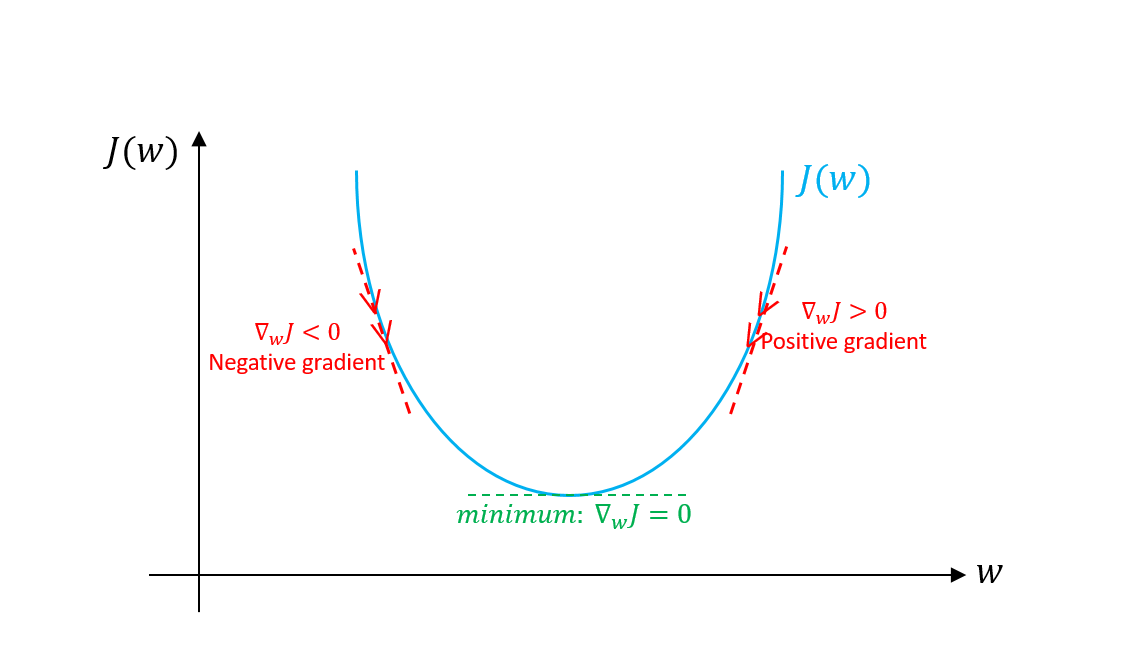 J(w)
J(w)
∇wJ < 0
Negative gradient
∇wJ > 0
Positive gradient
minimum: ∇wJ = 0
w